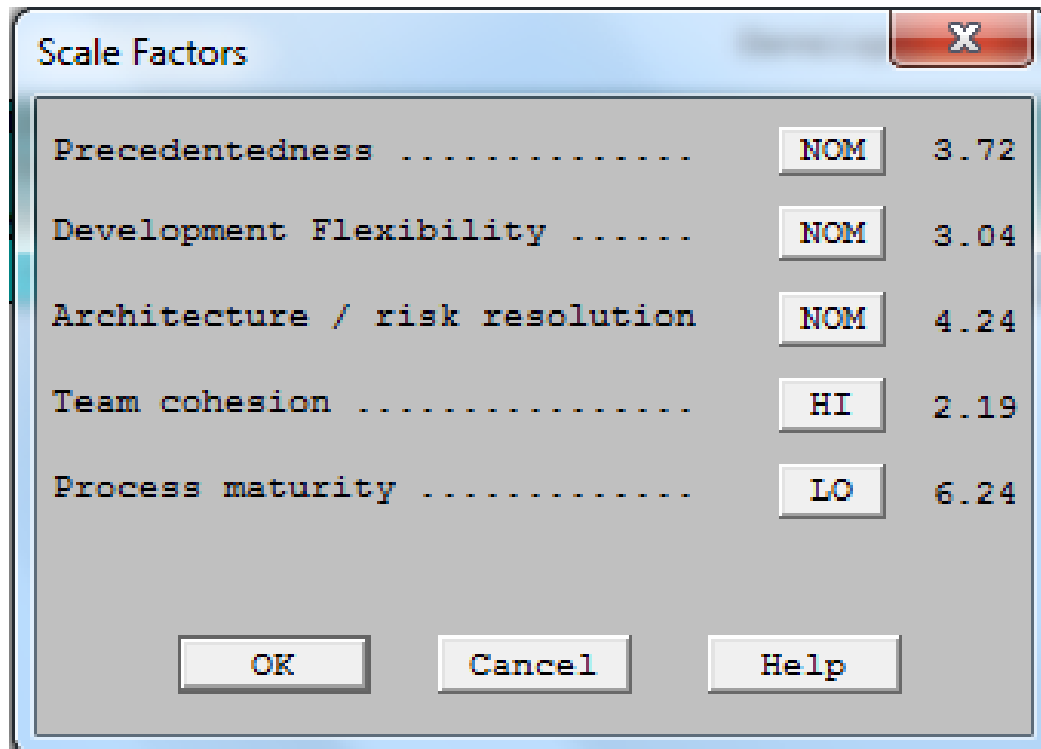 Scale Factors X
Precedentedness .............. NOM 3.72
Development Flexibility ...... NOM 3.04
Architecture / risk resolution NOM 4.24
Team cohesion ................ HI 2.19
Process maturity ............. LO 6.24
OK Cancel Help